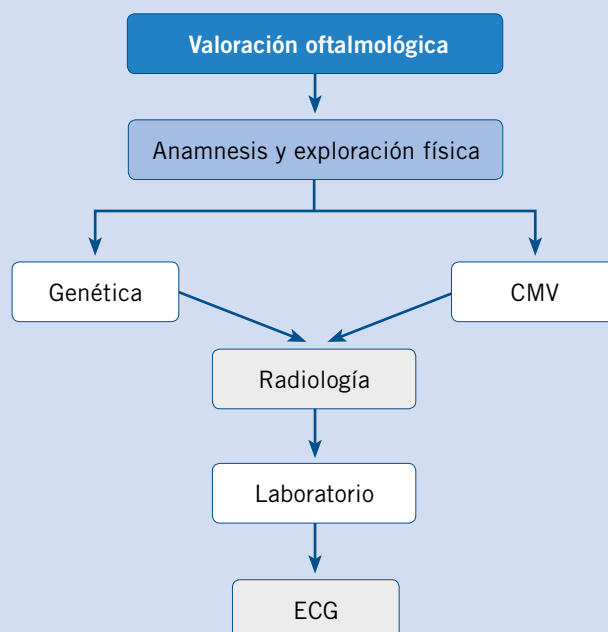 Valoración oftalmológica
Anamnesis y exploración física
Genética
CMV
Radiología
Laboratorio
ECG